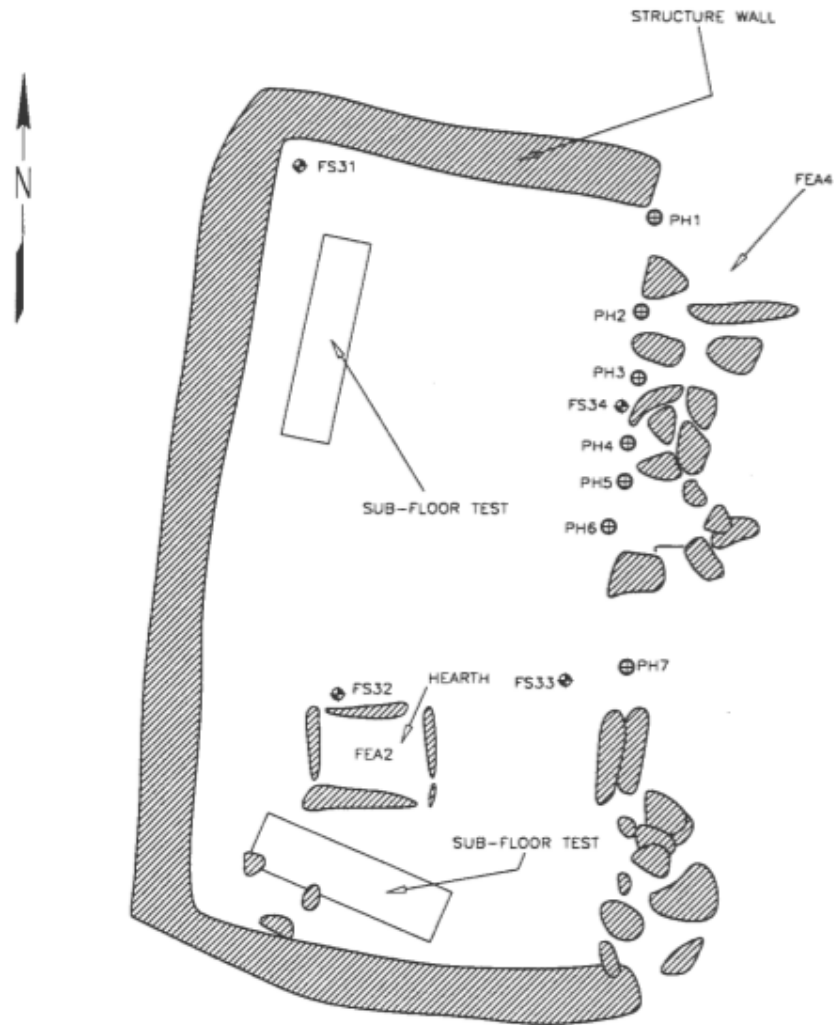 STRUCTURE WALL
N
FS31
FEA4
PH1
PH2
PH3
FS34
PH4
PH5
SUB-FLOOR TEST
PH6
PH7
HEARTH
FS32
FS33
FEA2
SUB-FLOOR TEST